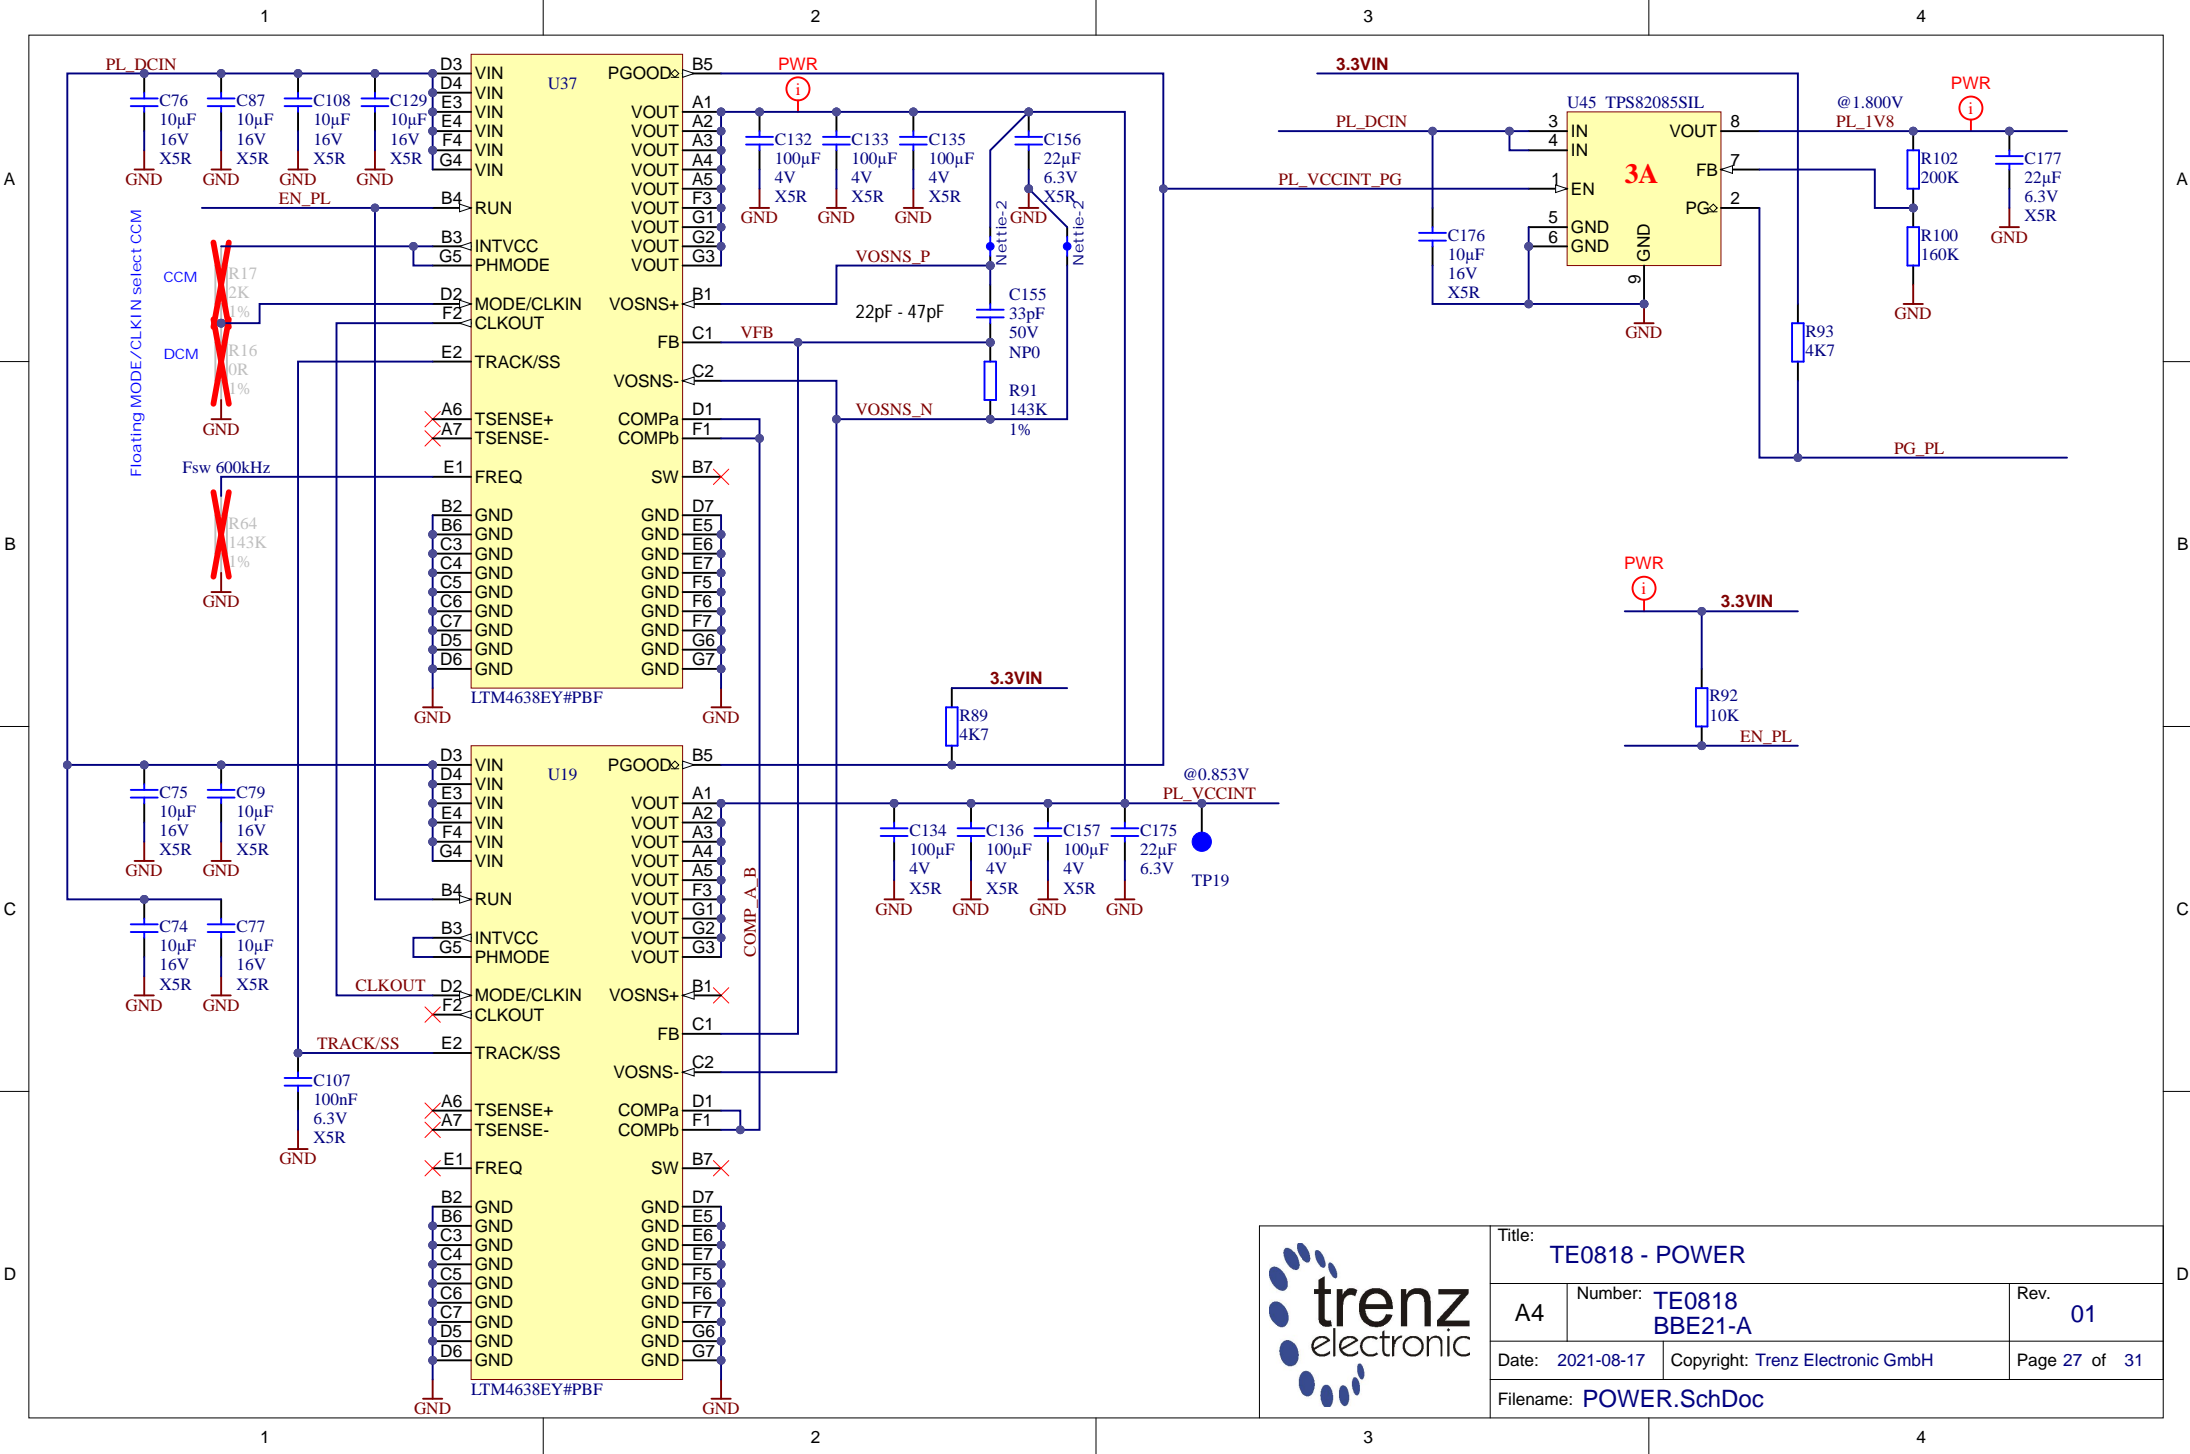 1 2 3 4
A B C D
PL_DCIN
C76 10µF 16V X5R GND
C87 10µF 16V X5R GND
C108 10µF 16V X5R GND
C129 10µF 16V X5R GND
EN_PL
Floating MODE/CLKIN select CCM
CCM
R17 2K 1%
DCM
R16 0R 1%
GND
Fsw 600kHz
R64 143K 1%
GND
U37
D3 VIN
D4 VIN
E3 VIN
E4 VIN
F4 VIN
G4 VIN
B4 RUN
B3 INTVCC
G5 PHMODE
D2 MODE/CLKIN
F2 CLKOUT
E2 TRACK/SS
A6 TSENSE+
A7 TSENSE-
E1 FREQ
B2 GND
B6 GND
C3 GND
C4 GND
C5 GND
C6 GND
C7 GND
D5 GND
D6 GND
GND
PGOOD B5
VOUT A1
VOUT A2
VOUT A3
VOUT A4
VOUT A5
VOUT F3
VOUT G1
VOUT G2
VOUT G3
VOSNS+ B1
FB C1
VOSNS- C2
COMPa D1
COMPb F1
SW B7
GND D7
GND E5
GND E6
GND E7
GND F5
GND F6
GND F7
GND G6
GND G7
GND
LTM4638EY#PBF
PWR
i
C132 100µF 4V X5R GND
C133 100µF 4V X5R GND
C135 100µF 4V X5R GND
C156 22µF 6.3V X5R GND
Nettie-2
Nettie-2
VOSNS_P
22pF - 47pF
C155 33pF 50V NP0
VFB
R91 143K 1%
VOSNS_N
3.3VIN
PL_DCIN
PL_VCCINT_PG
C176 10µF 16V X5R
U45 TPS82085SIL
3 IN
4 IN
1 EN
5 GND
6 GND
GND 9
3A
VOUT 8
FB 7
PG 2
GND
@1.800V
PL_1V8
PWR
i
R102 200K
R100 160K
GND
C177 22µF 6.3V X5R GND
R93 4K7
PG_PL
PWR
i
3.3VIN
R92 10K
EN_PL
3.3VIN
R89 4K7
C75 10µF 16V X5R GND
C79 10µF 16V X5R GND
C74 10µF 16V X5R GND
C77 10µF 16V X5R GND
CLKOUT
TRACK/SS
C107 100nF 6.3V X5R GND
U19
D3 VIN
D4 VIN
E3 VIN
E4 VIN
F4 VIN
G4 VIN
B4 RUN
B3 INTVCC
G5 PHMODE
D2 MODE/CLKIN
F2 CLKOUT
E2 TRACK/SS
A6 TSENSE+
A7 TSENSE-
E1 FREQ
B2 GND
B6 GND
C3 GND
C4 GND
C5 GND
C6 GND
C7 GND
D5 GND
D6 GND
GND
PGOOD B5
VOUT A1
VOUT A2
VOUT A3
VOUT A4
VOUT A5
VOUT F3
VOUT G1
VOUT G2
VOUT G3
VOSNS+ B1
FB C1
VOSNS- C2
COMPa D1
COMPb F1
SW B7
GND D7
GND E5
GND E6
GND E7
GND F5
GND F6
GND F7
GND G6
GND G7
GND
LTM4638EY#PBF
COMP_A_B
@0.853V
PL_VCCINT
C134 100µF 4V X5R GND
C136 100µF 4V X5R GND
C157 100µF 4V X5R GND
C175 22µF 6.3V GND
TP19
trenz
electronic
Title: TE0818 - POWER
A4
Number: TE0818
BBE21-A
Rev. 01
Date: 2021-08-17
Copyright: Trenz Electronic GmbH
Page 27 of 31
Filename: POWER.SchDoc
A B C D
1 2 3 4